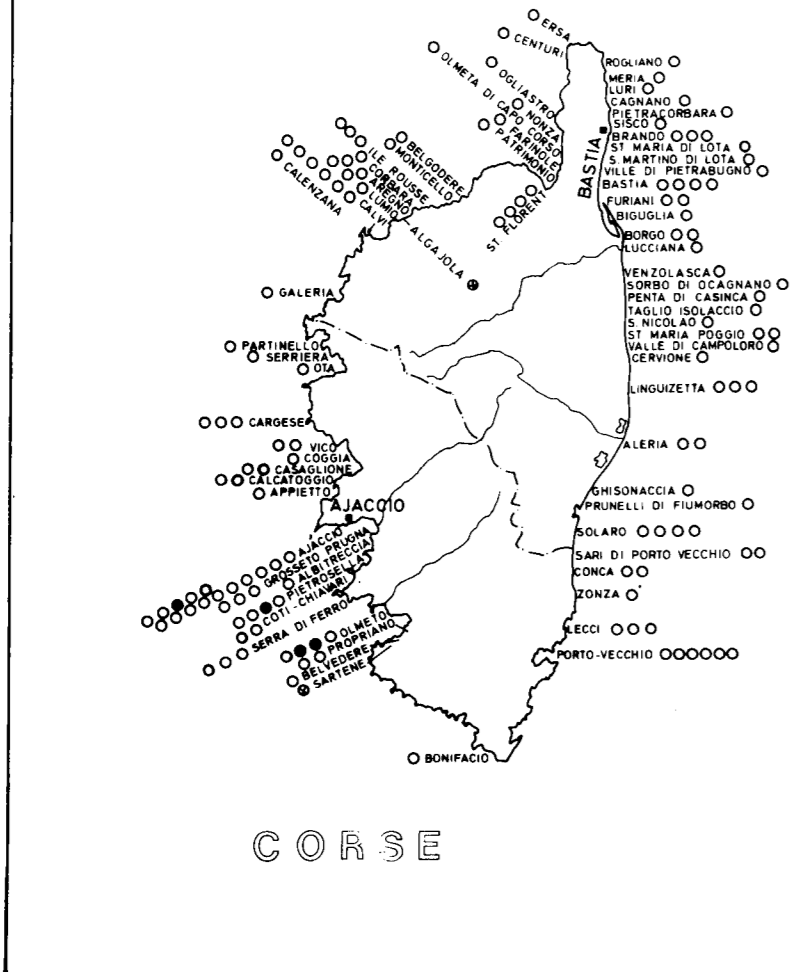 ERSA
CENTURI
OLMETA DI CAPO CORSO
OGLIASTRO
NONZA
FARINOLE
PATRIMONIO
ROGLIANO
MERIA
LURI
CAGNANO
PIETRACORBARA
SISCO
BRANDO
ST MARIA DI LOTA
S. MARTINO DI LOTA
VILLE DI PIETRABUGNO
BASTIA
BASTIA
FURIANI
BIGUGLIA
BORGO
LUCCIANA
BELGODERE
MONTICELLO
ILE ROUSSE
CORBARA
AREGNO
LUMIO
CALVI
CALENZANA
ALGAJOLA
ST FLORENT
VENZOLASCA
SORBO DI OCAGNANO
PENTA DI CASINCA
TAGLIO ISOLACCIO
S. NICOLAO
ST MARIA POGGIO
VALLE DI CAMPOLORO
CERVIONE
LINGUIZETTA
ALERIA
GHISONACCIA
PRUNELLI DI FIUMORBO
SOLARO
SARI DI PORTO VECCHIO
CONCA
ZONZA
LECCI
PORTO-VECCHIO
GALERIA
PARTINELLO
SERRIERA
OTA
CARGESE
VICO
COGGIA
CASAGLIONE
CALCATOGGIO
APPIETTO
AJACCIO
AJACCIO
GROSSETO PRUGNA
ALBITRECCIA
PIETROSELLA
COTI-CHIAVARI
SERRA DI FERRO
OLMETO
PROPRIANO
BELVEDERE
SARTENE
BONIFACIO
CORSE